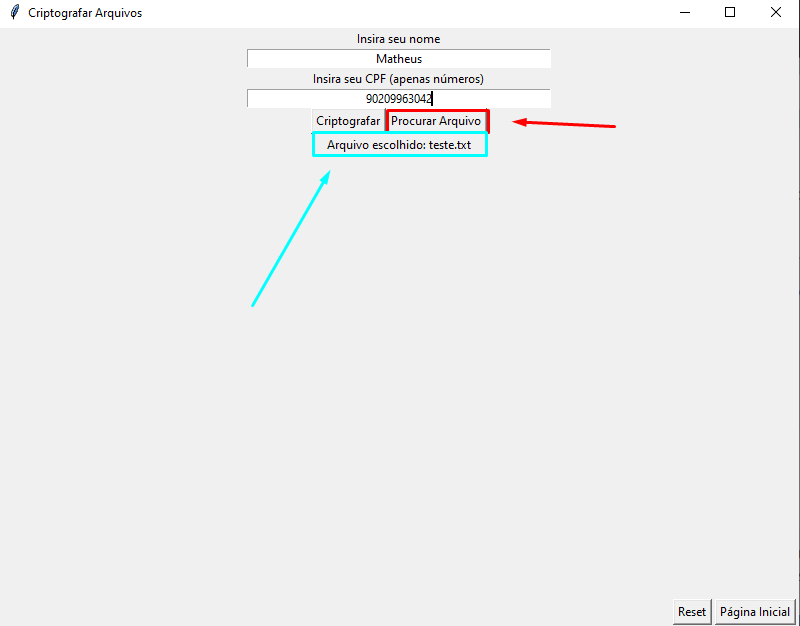 Criptografar Arquivos
Insira seu nome
Matheus
Insira seu CPF (apenas números)
90209963042
Criptografar Procurar Arquivo
Arquivo escolhido: teste.txt
Reset Página Inicial